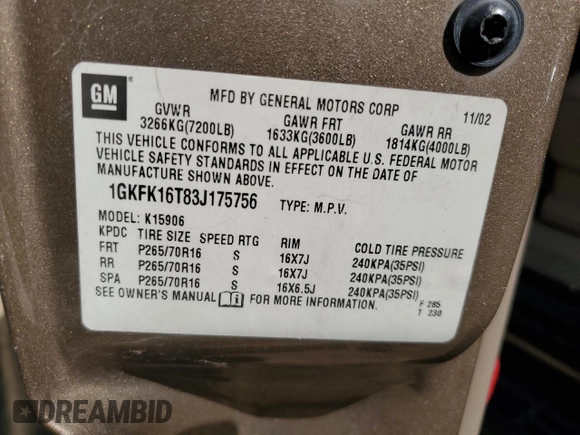 GM
MFD BY GENERAL MOTORS CORP 11/02
GVWR GAWR FRT GAWR RR
3266KG(7200LB) 1633KG(3600LB) 1814KG(4000LB)
THIS VEHICLE CONFORMS TO ALL APPLICABLE U.S. FEDERAL MOTOR
VEHICLE SAFETY STANDARDS IN EFFECT ON THE DATE OF
MANUFACTURE SHOWN ABOVE.
1GKFK16T83J175756 TYPE: M.P.V.
MODEL: K15906
KPDC TIRE SIZE SPEED RTG RIM COLD TIRE PRESSURE
FRT P265/70R16 S 16X7J 240KPA(35PSI)
RR P265/70R16 S 16X7J 240KPA(35PSI)
SPA P265/70R16 S 16X6.5J 240KPA(35PSI)
SEE OWNER'S MANUAL FOR MORE INFORMATION. F 285
T 230
DREAMBID